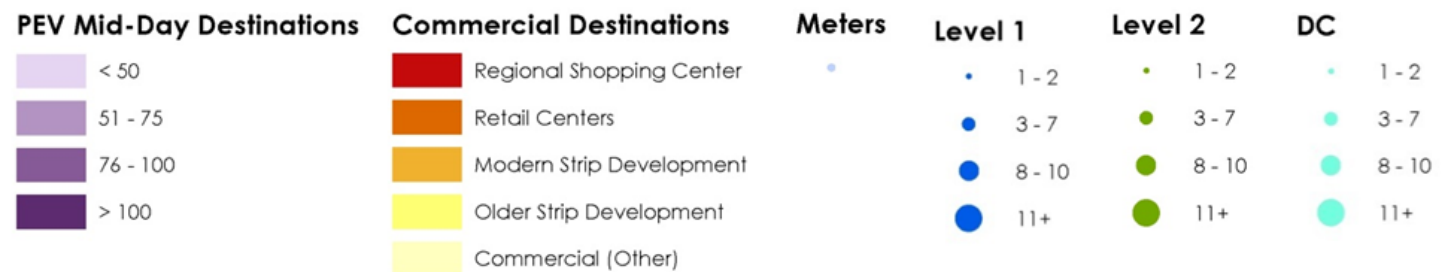 PEV Mid-Day Destinations
< 50
51 - 75
76 - 100
> 100
Commercial Destinations
Regional Shopping Center
Retail Centers
Modern Strip Development
Older Strip Development
Commercial (Other)
Meters
Level 1
1 - 2
3 - 7
8 - 10
11+
Level 2
1 - 2
3 - 7
8 - 10
11+
DC
1 - 2
3 - 7
8 - 10
11+